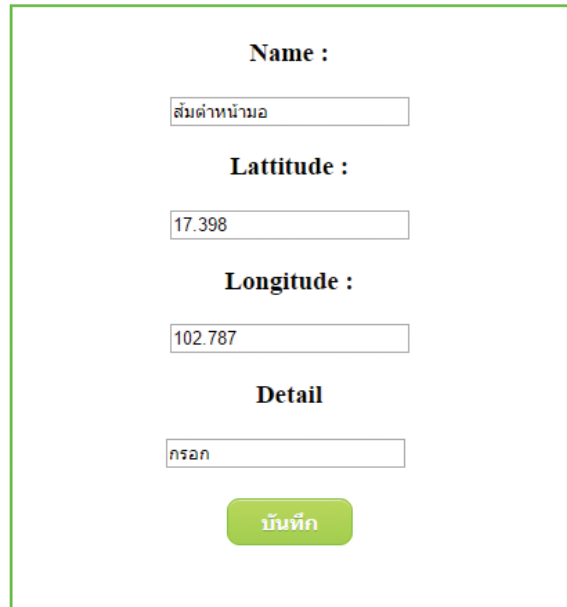 Name :
ส้มตำหน้ามอ
Lattitude :
17.398
Longitude :
102.787
Detail
กรอก
บันทึก